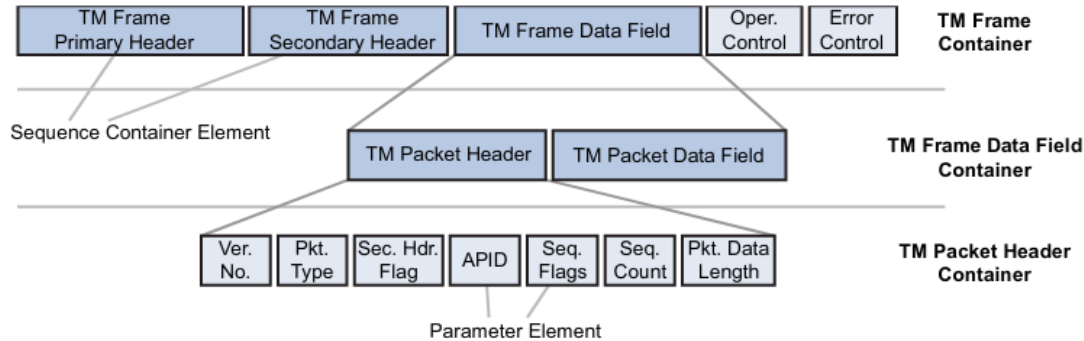 TM Frame
Primary Header
TM Frame
Secondary Header
TM Frame Data Field
Oper.
Control
Error
Control
TM Frame
Container
Sequence Container Element
TM Packet Header
TM Packet Data Field
TM Frame Data Field
Container
Ver.
No.
Pkt.
Type
Sec. Hdr.
Flag
APID
Seq.
Flags
Seq.
Count
Pkt. Data
Length
TM Packet Header
Container
Parameter Element